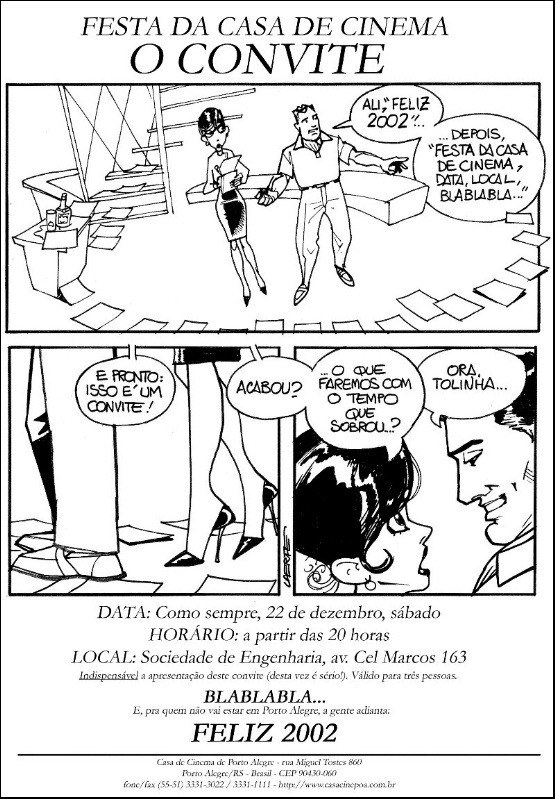 FESTA DA CASA DE CINEMA
O CONVITE
ALI, "FELIZ
2002"...
...DEPOIS,
"FESTA DA CASA
DE CINEMA,
DATA, LOCAL,
BLABLABLA..."
E PRONTO:
ISSO É UM
CONVITE!
ACABOU?
...O QUE
FAREMOS COM
O TEMPO
QUE
SOBROU...?
ORA,
TOLINHA...
LAERTE
DATA: Como sempre, 22 de dezembro, sábado
HORÁRIO: a partir das 20 horas
LOCAL: Sociedade de Engenharia, av. Cel Marcos 163
Indispensável a apresentação deste convite (desta vez é sério!). Válido para três pessoas.
BLABLABLA...
E, pra quem não vai estar em Porto Alegre, a gente adianta:
FELIZ 2002
Casa de Cinema de Porto Alegre - rua Miguel Tostes 860
Porto Alegre/RS - Brasil - CEP 90430-060
fone/fax (55-51) 3331-3022 / 3331-1111 - http://www.casacinepoa.com.br